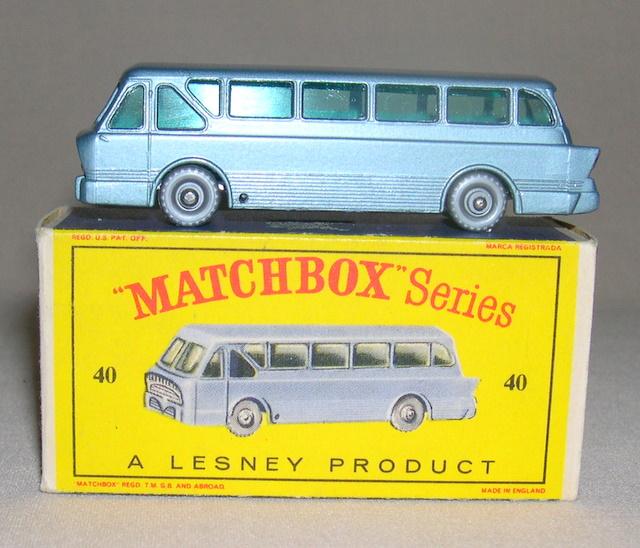 REGD. U.S. PAT. OFF. MARCA REGISTRADA
"MATCHBOX" Series
40 40
A LESNEY PRODUCT
"MATCHBOX" REGD. T.M. G.B. AND ABROAD. MADE IN ENGLAND